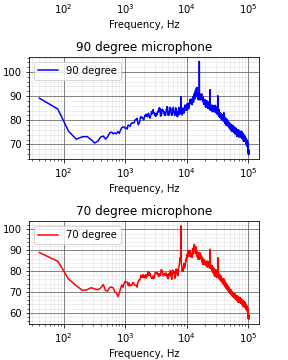 10² 10³ 10⁴ 10⁵
Frequency, Hz
90 degree microphone
100
90
80
70
90 degree
10² 10³ 10⁴ 10⁵
Frequency, Hz
70 degree microphone
100
90
80
70
60
70 degree
10² 10³ 10⁴ 10⁵
Frequency, Hz